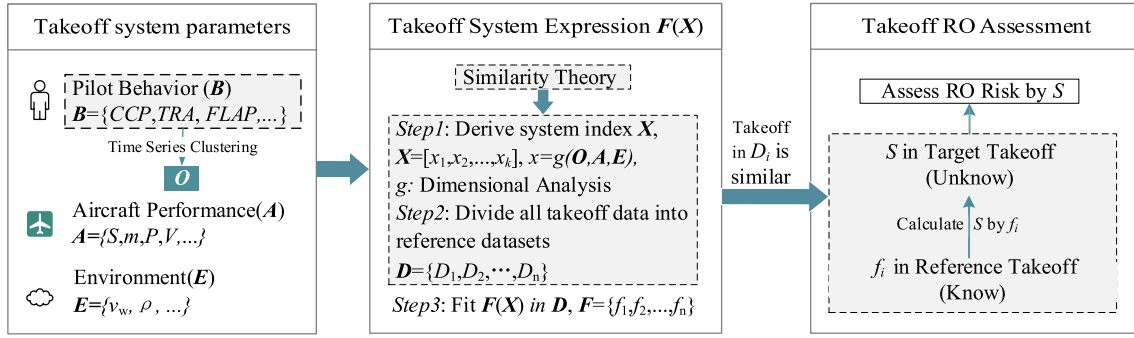 Takeoff system parameters
Pilot Behavior (B)
B={CCP,TRA, FLAP,...}
Time Series Clustering
O
Aircraft Performance(A)
A={S,m,P,V,...}
Environment(E)
E={vw, ρ, ...}
Takeoff System Expression F(X)
Similarity Theory
Step1: Derive system index X,
X=[x1,x2,...,xk], x=g(O,A,E),
g: Dimensional Analysis
Step2: Divide all takeoff data into
reference datasets
D={D1,D2,···,Dn}
Step3: Fit F(X) in D, F={f1,f2,...,fn}
Takeoff
in Di is
similar
Takeoff RO Assessment
Assess RO Risk by S
S in Target Takeoff
(Unknow)
Calculate S by fi
fi in Reference Takeoff
(Know)